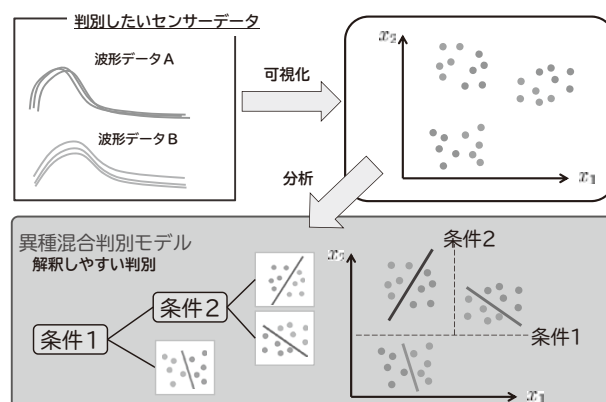 判別したいセンサーデータ
波形データA
波形データB
可視化
x2
x1
分析
異種混合判別モデル
解釈しやすい判別
条件1
条件2
x2
条件2
条件1
x1